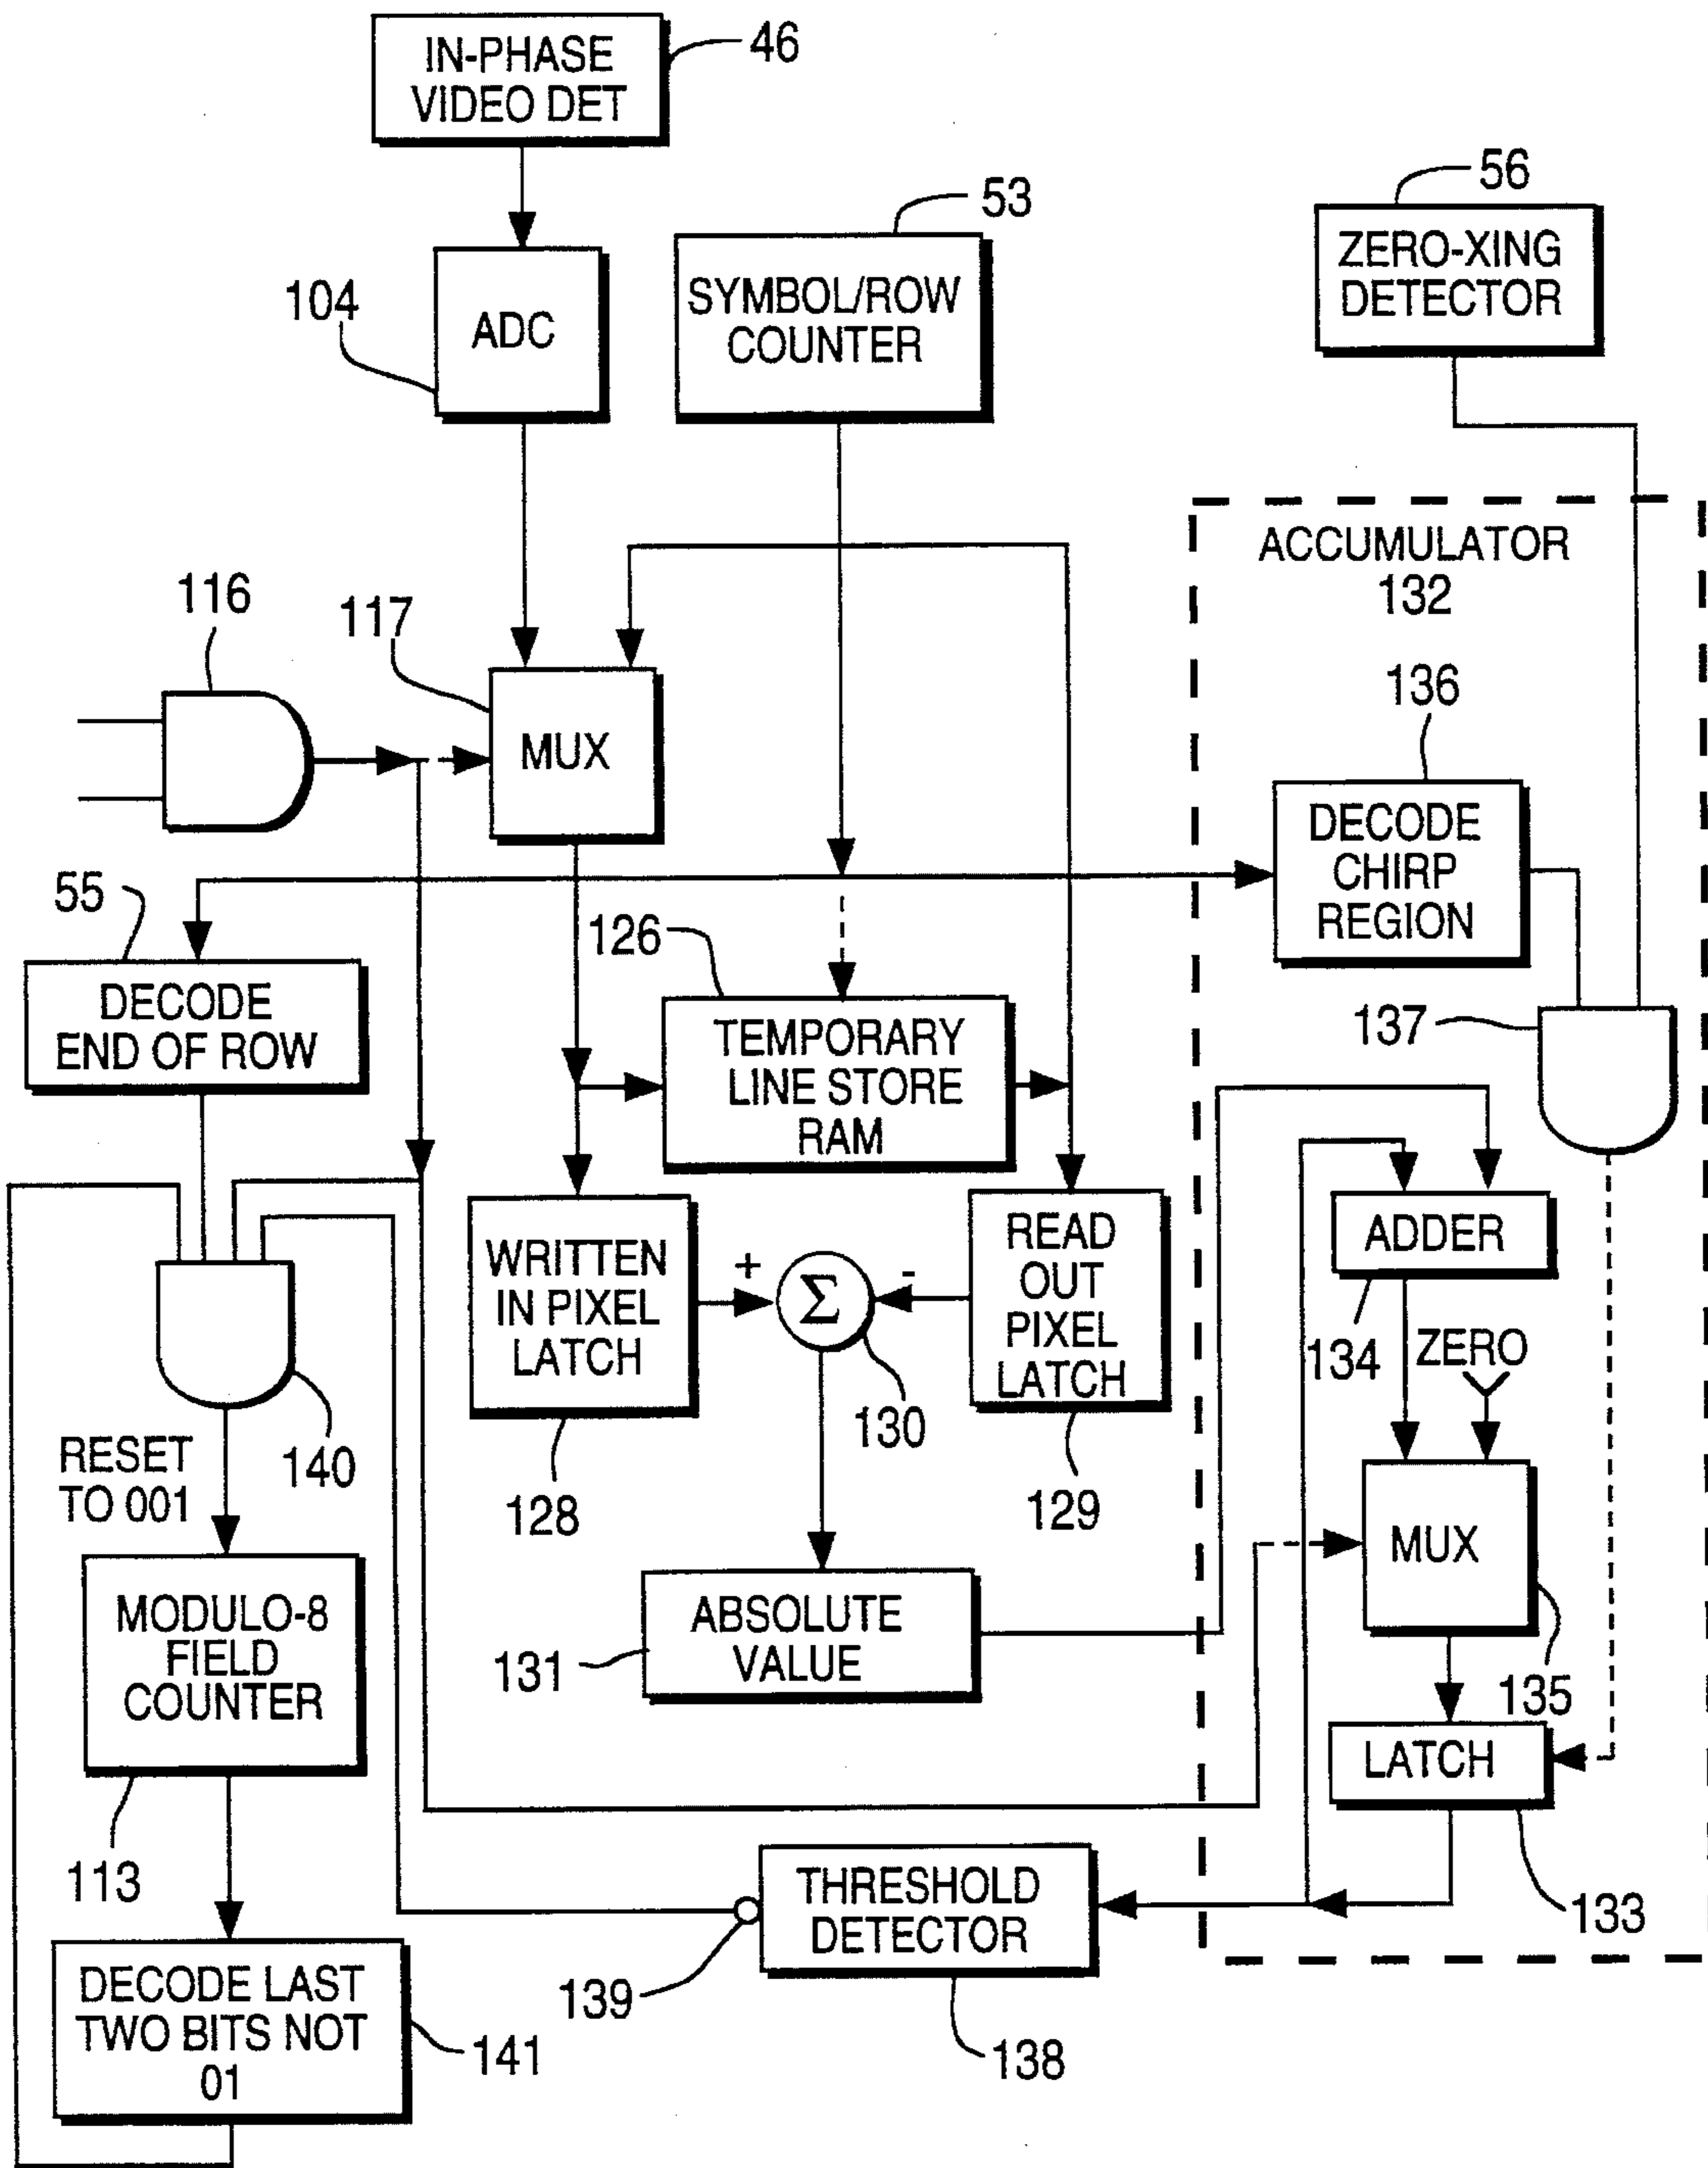 IN-PHASE
VIDEO DET
46
53
56
ZERO-XING
DETECTOR
104
ADC
SYMBOL/ROW
COUNTER
ACCUMULATOR
132
116
117
MUX
136
DECODE
CHIRP
REGION
55
126
DECODE
END OF ROW
TEMPORARY
LINE STORE
RAM
137
WRITTEN
IN PIXEL
LATCH
+
Σ
-
READ
OUT
PIXEL
LATCH
ADDER
134
ZERO
130
140
RESET
TO 001
128
129
MUX
MODULO-8
FIELD
COUNTER
ABSOLUTE
VALUE
131
135
LATCH
113
THRESHOLD
DETECTOR
133
139
138
DECODE LAST
TWO BITS NOT
01
141